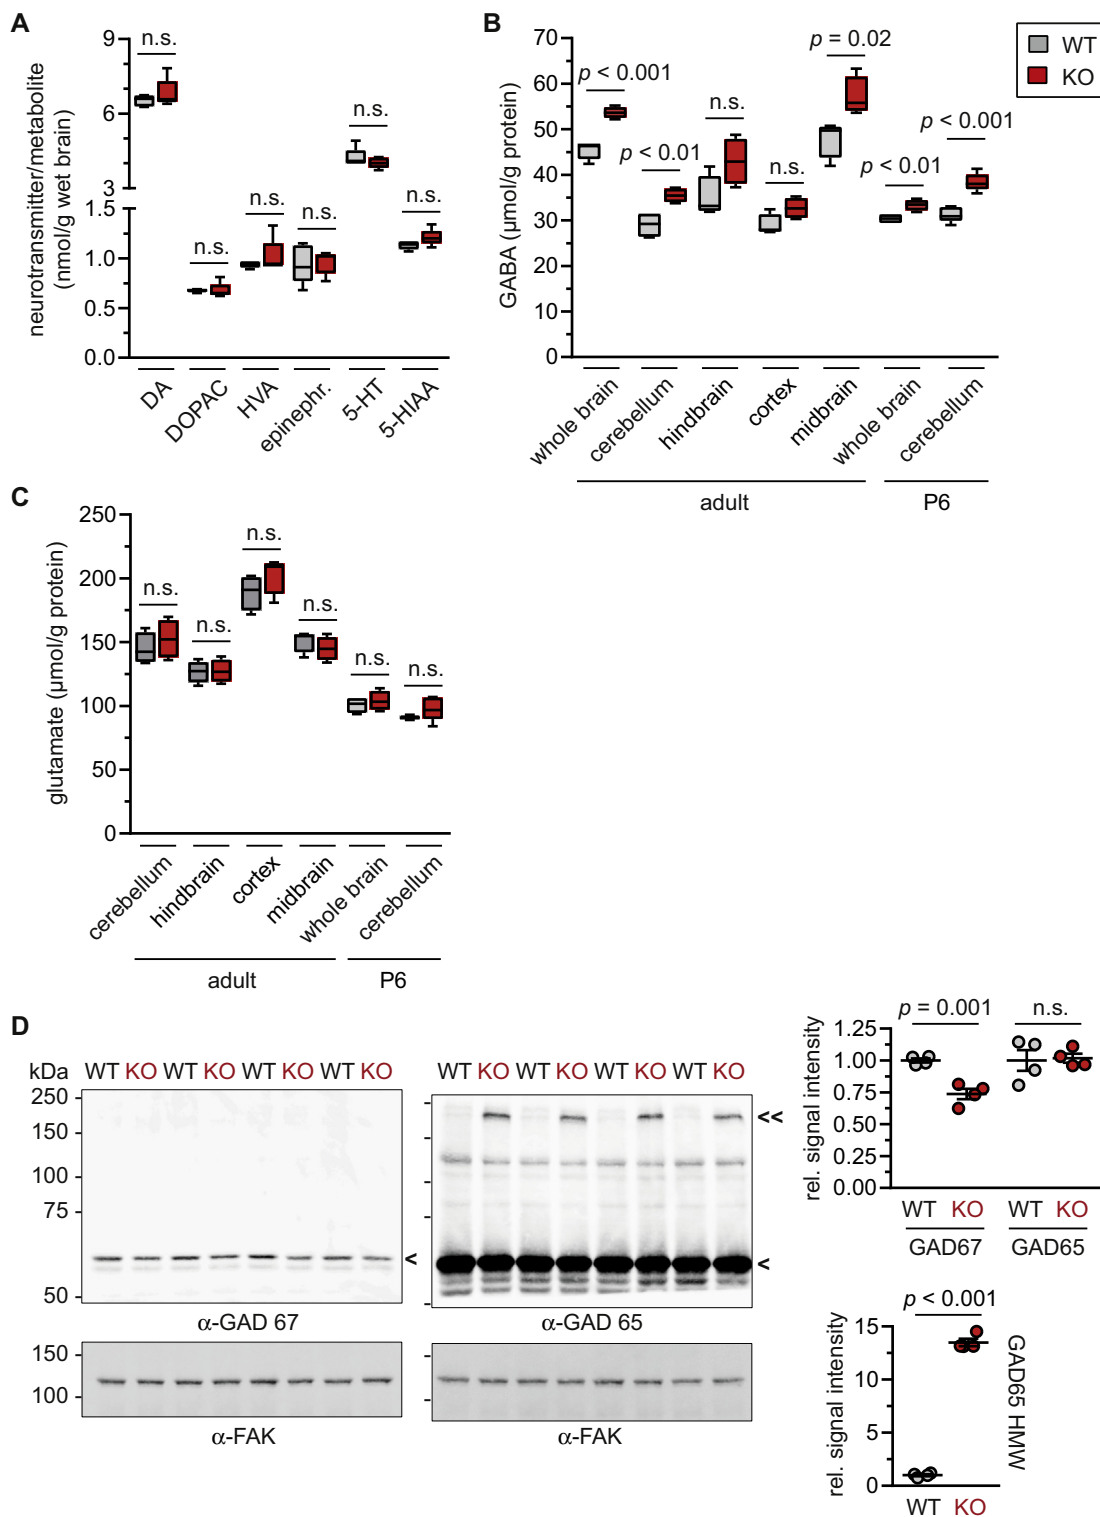 A
neurotransmitter/metabolite
(nmol/g wet brain)
9
6
3
1.5
1.0
0.5
0.0
n.s.
n.s.
n.s.
n.s.
n.s.
n.s.
DA
DOPAC
HVA
epinephr.
5-HT
5-HIAA
B
GABA (µmol/g protein)
70
60
50
40
30
20
10
0
p < 0.001
p < 0.01
n.s.
n.s.
p = 0.02
p < 0.01
p < 0.001
WT
KO
whole brain
cerebellum
hindbrain
cortex
midbrain
whole brain
cerebellum
adult
P6
C
glutamate (µmol/g protein)
250
200
150
100
50
0
n.s.
n.s.
n.s.
n.s.
n.s.
n.s.
cerebellum
hindbrain
cortex
midbrain
whole brain
cerebellum
adult
P6
D
kDa
WT KO WT KO WT KO WT KO
250
150
100
75
50
<
α-GAD 67
150
100
α-FAK
WT KO WT KO WT KO WT KO
<<
<
α-GAD 65
α-FAK
rel. signal intensity
1.25
1.00
0.75
0.50
0.25
0.00
p = 0.001
n.s.
WT KO WT KO
GAD67 GAD65
rel. signal intensity
15
10
5
0
p < 0.001
WT KO
GAD65 HMW